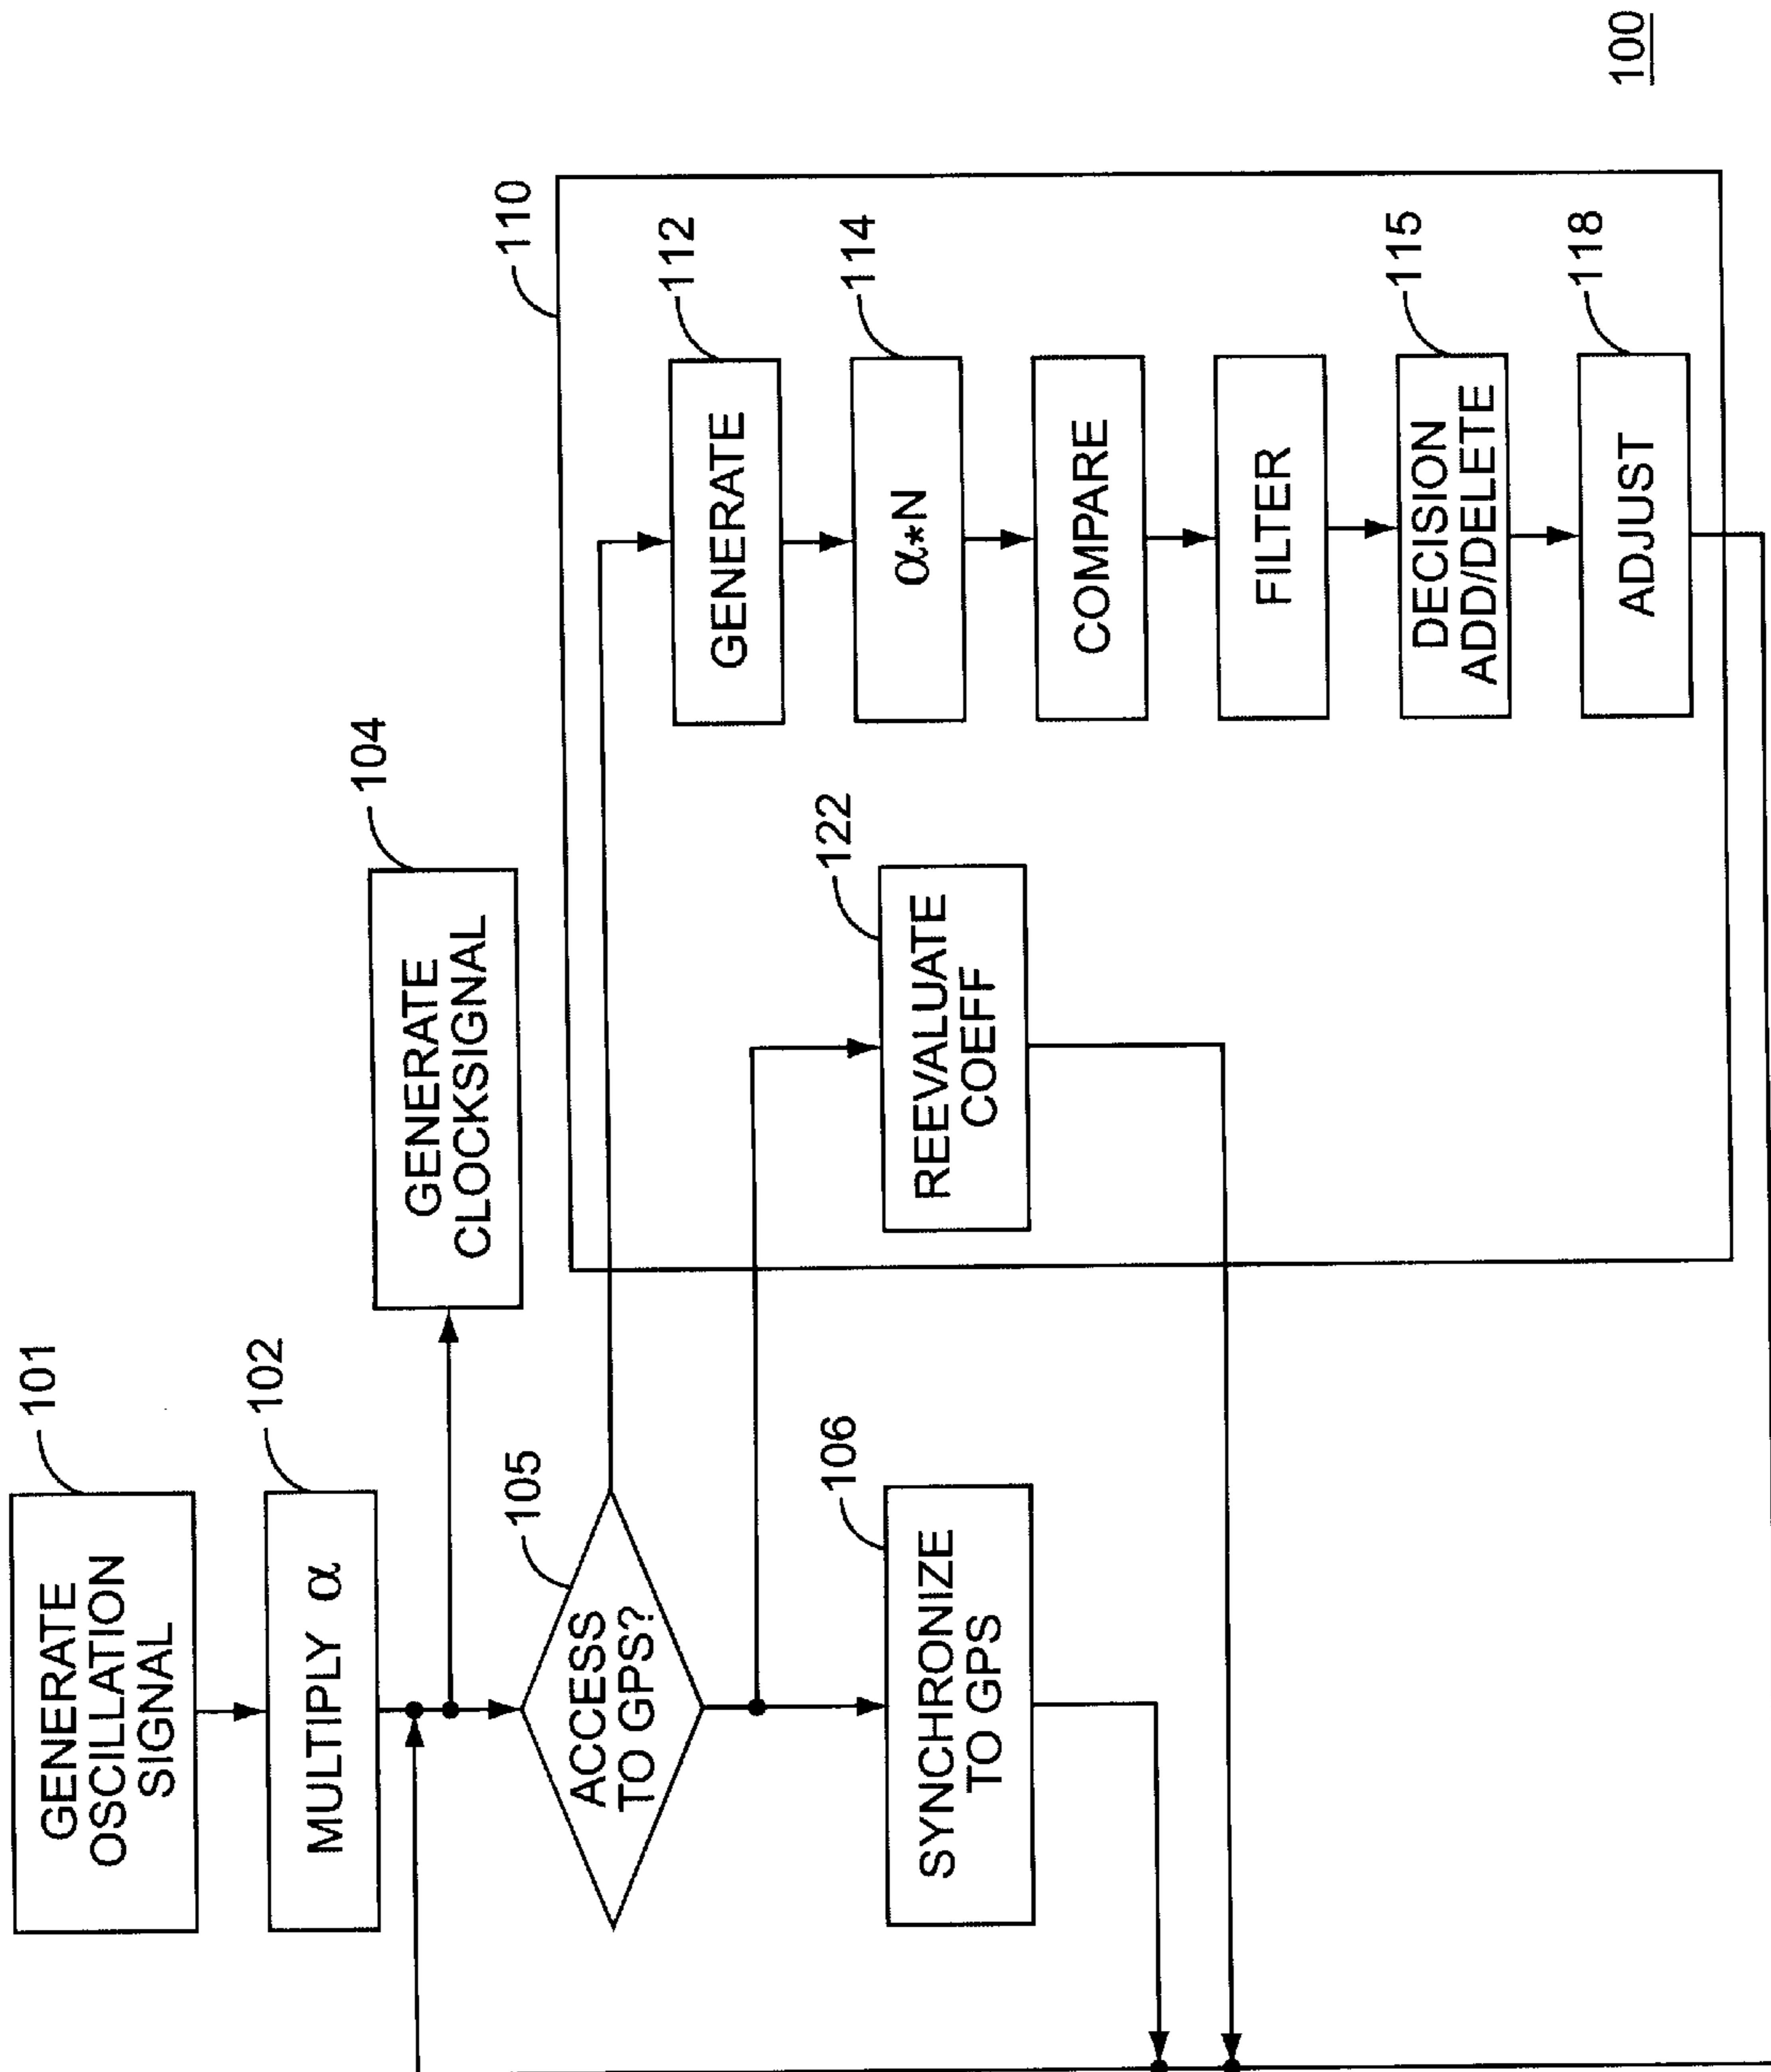 101
GENERATE
OSCILLATION
SIGNAL
102
MULTIPLY α
104
GENERATE
CLOCKSIGNAL
105
ACCESS
TO GPS?
106
SYNCHRONIZE
TO GPS
110
122
REEVALUATE
COEFF
112
GENERATE
114
α*N
COMPARE
FILTER
115
DECISION
ADD/DELETE
118
ADJUST
100